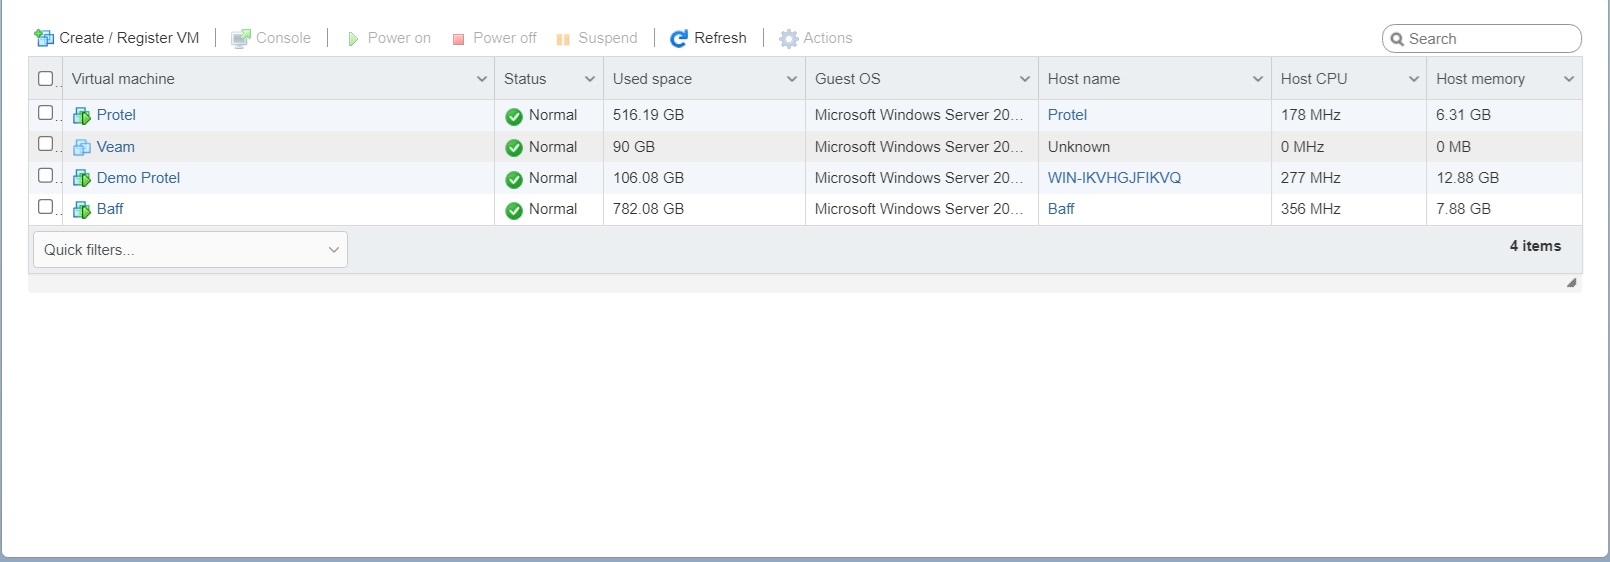 Create / Register VM Console Power on Power off Suspend Refresh Actions Search
Virtual machine Status Used space Guest OS Host name Host CPU Host memory
Protel Normal 516.19 GB Microsoft Windows Server 20... Protel 178 MHz 6.31 GB
Veam Normal 90 GB Microsoft Windows Server 20... Unknown 0 MHz 0 MB
Demo Protel Normal 106.08 GB Microsoft Windows Server 20... WIN-IKVHGJFIKVQ 277 MHz 12.88 GB
Baff Normal 782.08 GB Microsoft Windows Server 20... Baff 356 MHz 7.88 GB
Quick filters... 4 items